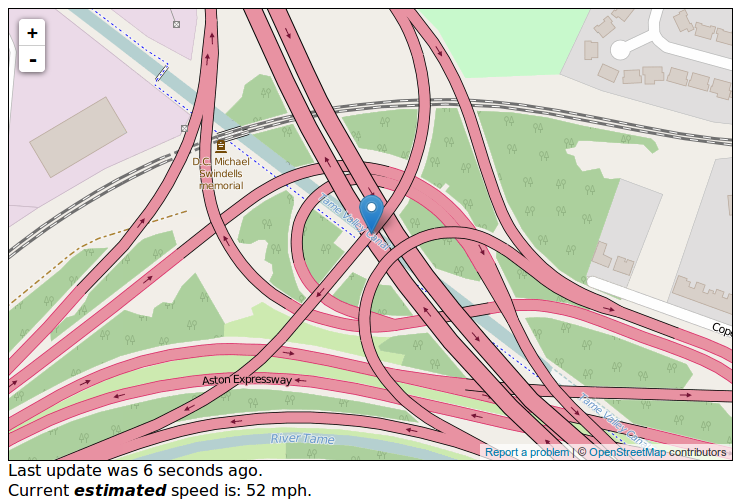 +
-
D.C. Michael
Swindells
memorial
Tame Valley Canal
Cop
Aston Expressway
Tame Valley Canal
River Tame
Report a problem | © OpenStreetMap contributors
Last update was 6 seconds ago.
Current estimated speed is: 52 mph.